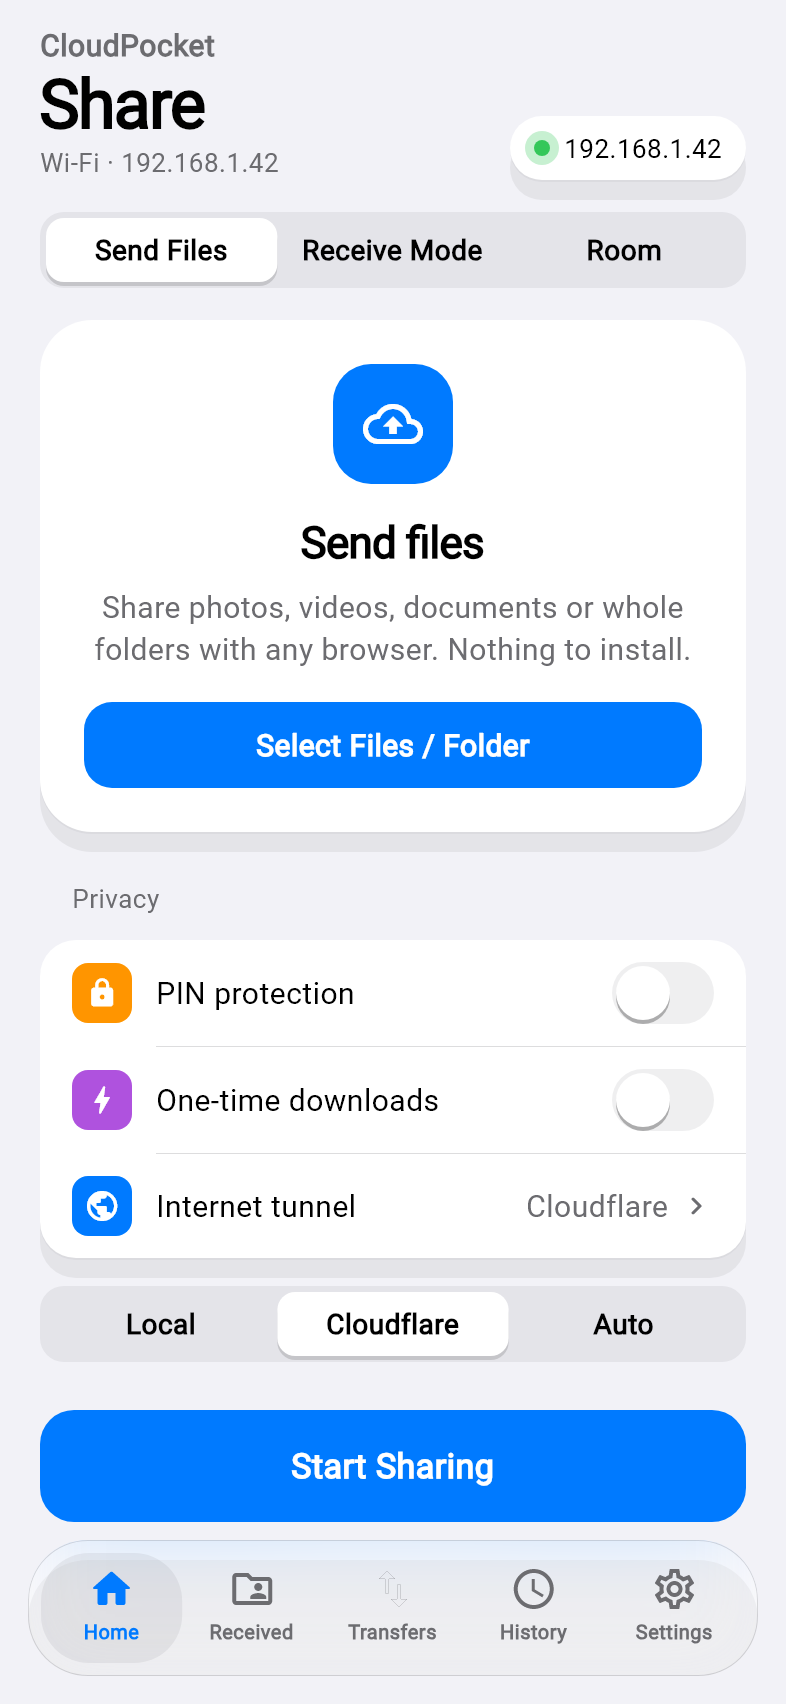 CloudPocket
Share
Wi-Fi · 192.168.1.42
192.168.1.42
Send Files
Receive Mode
Room
Send files
Share photos, videos, documents or whole
folders with any browser. Nothing to install.
Select Files / Folder
Privacy
PIN protection
One-time downloads
Internet tunnel
Cloudflare
Local
Cloudflare
Auto
Start Sharing
Home
Received
Transfers
History
Settings